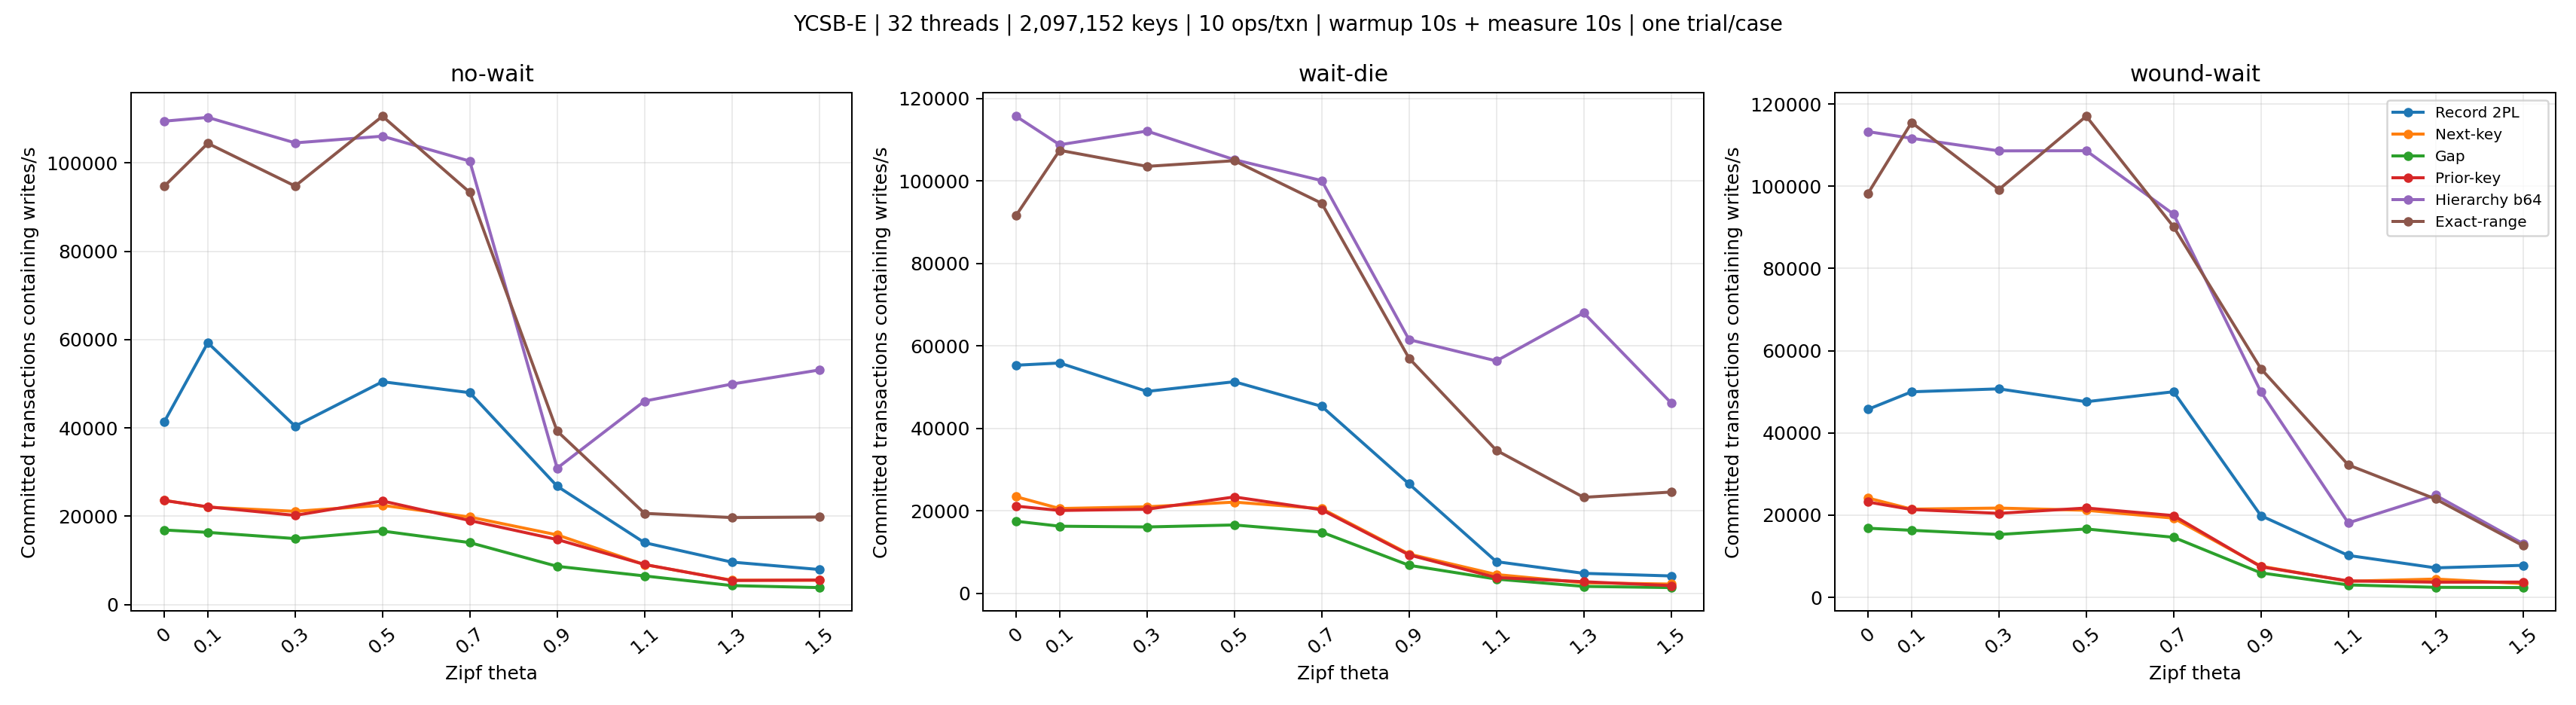 YCSB-E | 32 threads | 2,097,152 keys | 10 ops/txn | warmup 10s + measure 10s | one trial/case
no-wait
Committed transactions containing writes/s
100000
80000
60000
40000
20000
0
0
0.1
0.3
0.5
0.7
0.9
1.1
1.3
1.5
Zipf theta
wait-die
Committed transactions containing writes/s
120000
100000
80000
60000
40000
20000
0
0
0.1
0.3
0.5
0.7
0.9
1.1
1.3
1.5
Zipf theta
wound-wait
Committed transactions containing writes/s
120000
100000
80000
60000
40000
20000
0
0
0.1
0.3
0.5
0.7
0.9
1.1
1.3
1.5
Zipf theta
Record 2PL
Next-key
Gap
Prior-key
Hierarchy b64
Exact-range